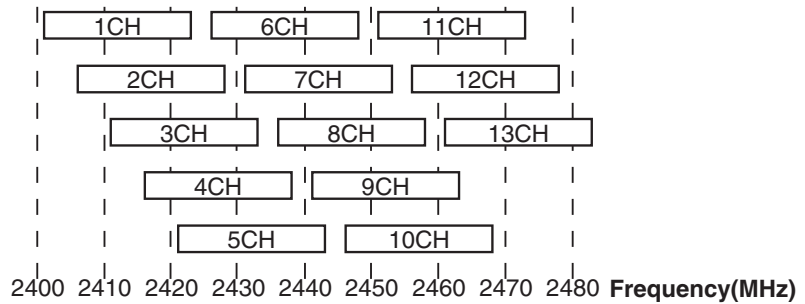 1CH 6CH 11CH
2CH 7CH 12CH
3CH 8CH 13CH
4CH 9CH
5CH 10CH
2400 2410 2420 2430 2440 2450 2460 2470 2480 Frequency(MHz)